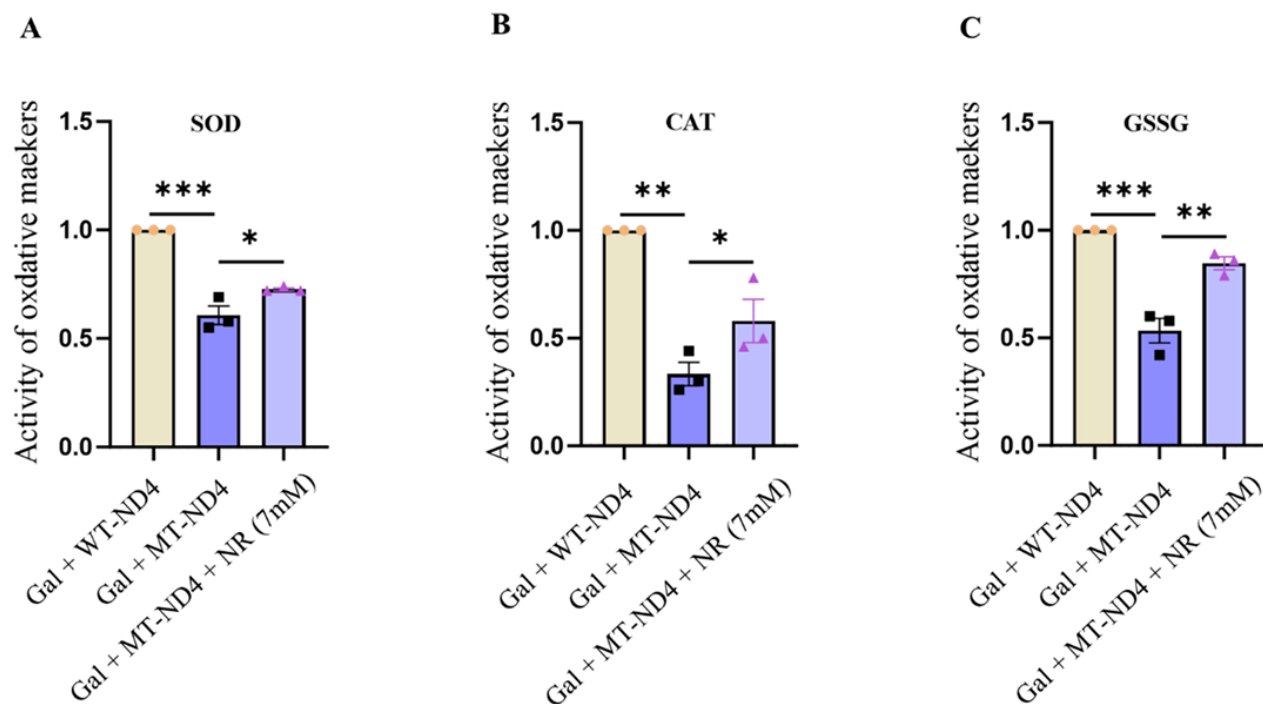 A
SOD
Activity of oxdative maekers
1.5
1.0
0.5
0.0
***
*
Gal + WT-ND4
Gal + MT-ND4
Gal + MT-ND4 + NR (7mM)
B
CAT
Activity of oxdative maekers
1.5
1.0
0.5
0.0
**
*
Gal + WT-ND4
Gal + MT-ND4
Gal + MT-ND4 + NR (7mM)
C
GSSG
Activity of oxdative maekers
1.5
1.0
0.5
0.0
***
**
Gal + WT-ND4
Gal + MT-ND4
Gal + MT-ND4 + NR (7mM)